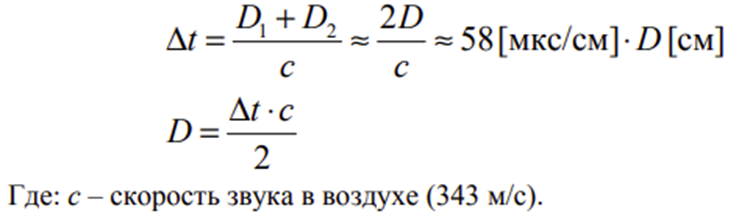 Δt = (D₁ + D₂) / c ≈ 2D / c ≈ 58[мкс/см] · D[см]
D = (Δt · c) / 2
Где: c – скорость звука в воздухе (343 м/с).